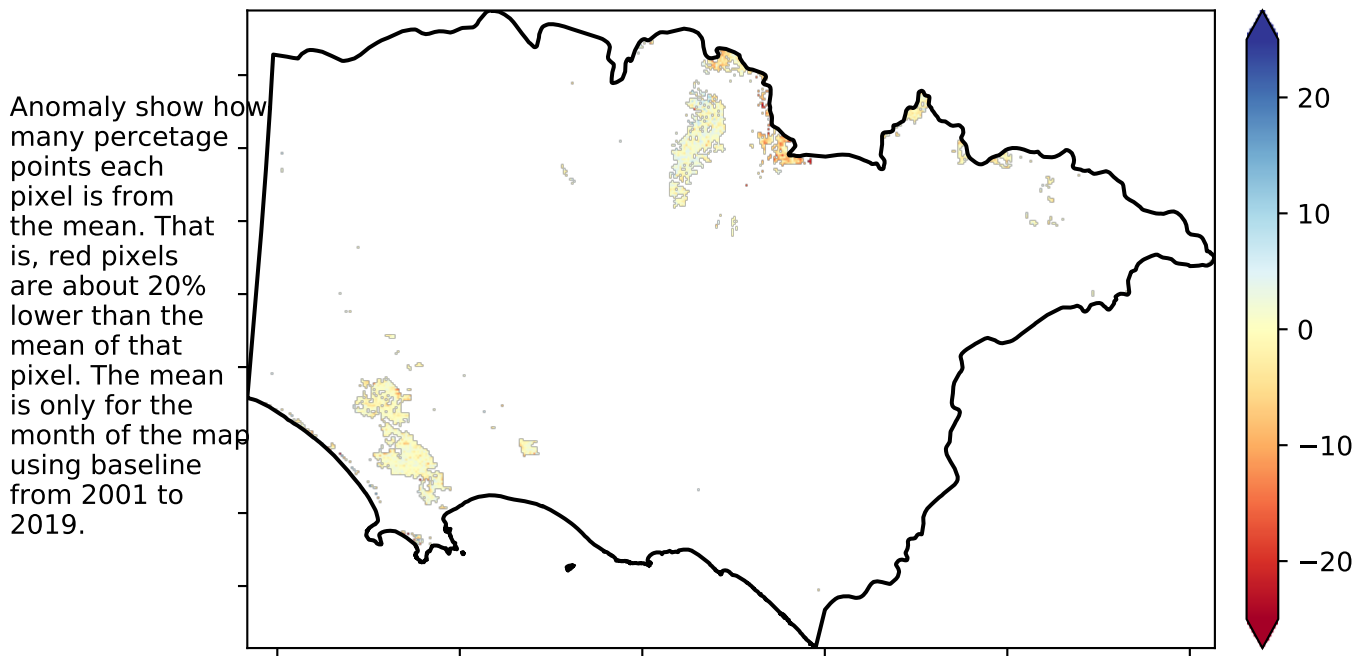 Anomaly show how
many percetage
points each
pixel is from
the mean. That
is, red pixels
are about 20%
lower than the
mean of that
pixel. The mean
is only for the
month of the map
using baseline
from 2001 to
2019.
20
10
0
−10
−20